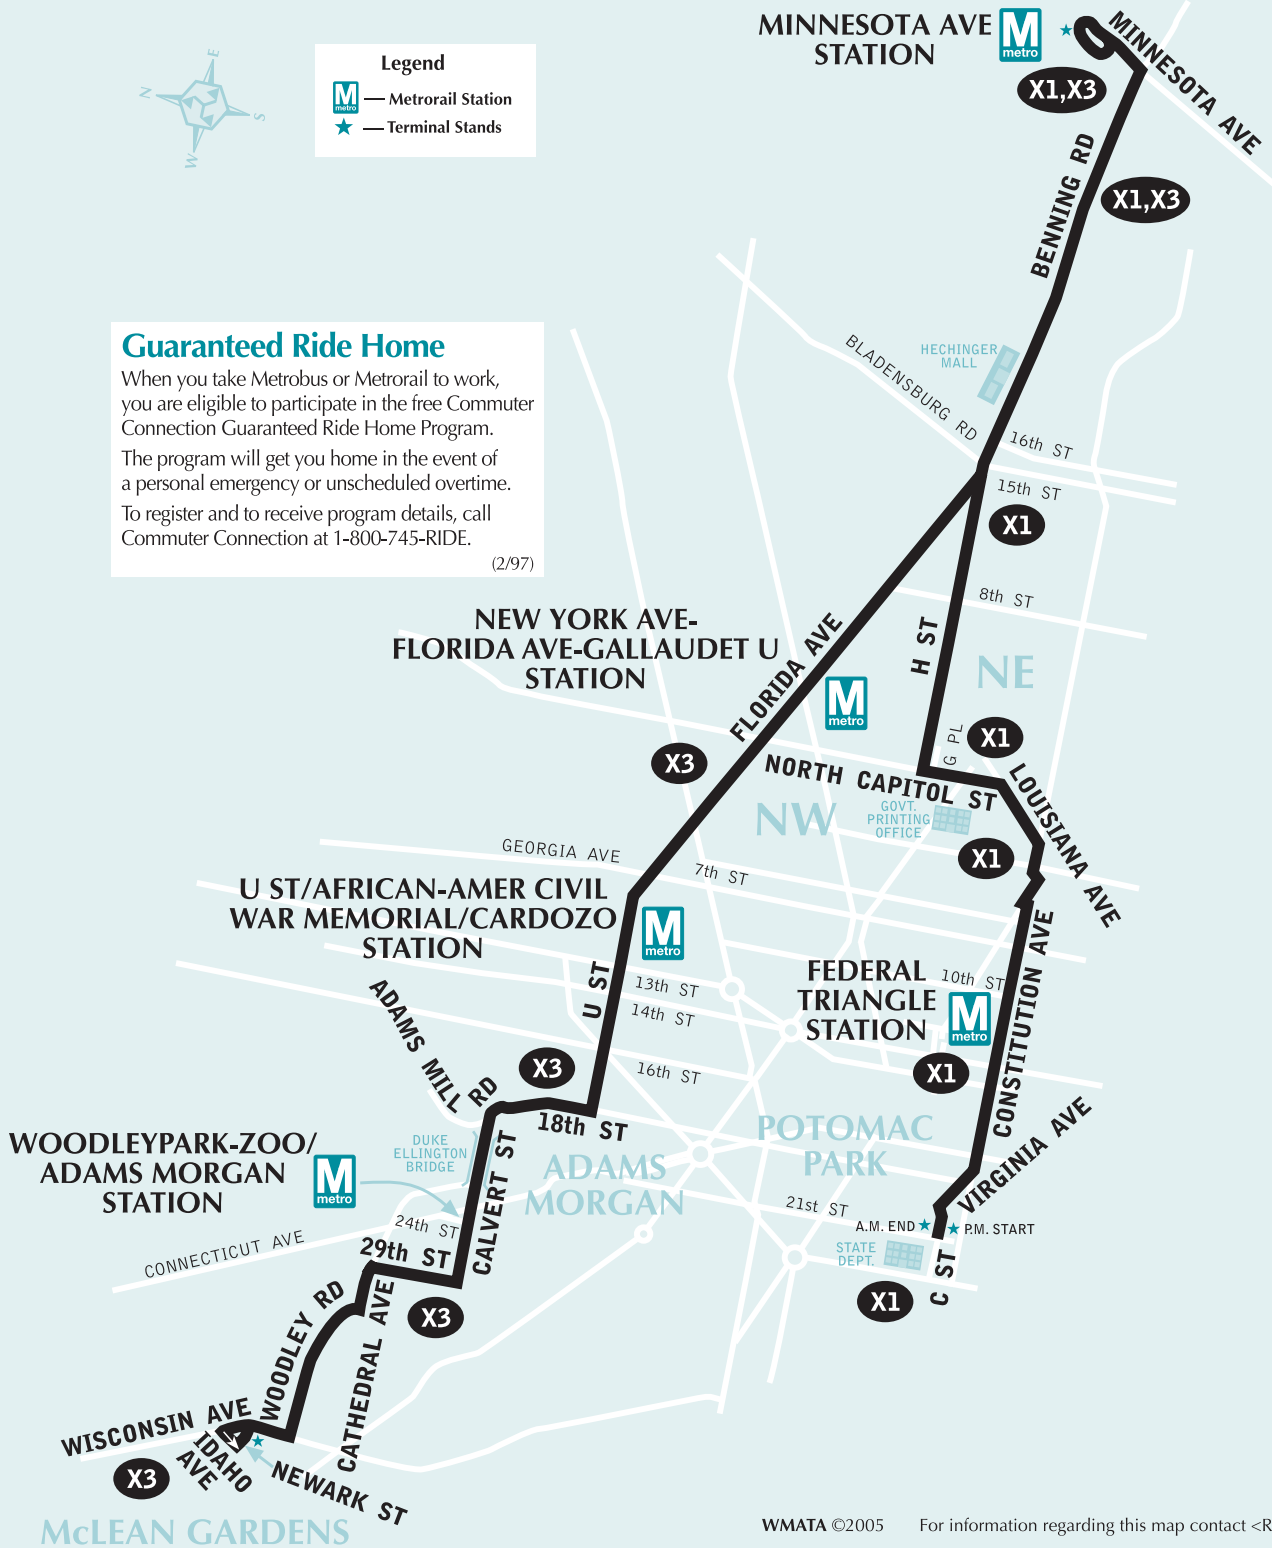 MINNESOTA AVE
STATION
M
metro
MINNESOTA AVE
X1,X3
E
N
S
W
Legend
M
metro
— Metrorail Station
— Terminal Stands
BENNING RD
X1,X3
Guaranteed Ride Home
When you take Metrobus or Metrorail to work,
you are eligible to participate in the free Commuter
Connection Guaranteed Ride Home Program.
The program will get you home in the event of
a personal emergency or unscheduled overtime.
To register and to receive program details, call
Commuter Connection at 1-800-745-RIDE.
(2/97)
BLADENSBURG RD
HECHINGER
MALL
16th ST
15th ST
X1
8th ST
NEW YORK AVE-
FLORIDA AVE-GALLAUDET U
STATION
FLORIDA AVE
H ST
NE
M
metro
X3
G PL
X1
NORTH CAPITOL ST
LOUISIANA AVE
NW
GOVT.
PRINTING
OFFICE
X1
GEORGIA AVE
7th ST
U ST/AFRICAN-AMER CIVIL
WAR MEMORIAL/CARDOZO
STATION
M
metro
CONSTITUTION AVE
FEDERAL
TRIANGLE
STATION
10th ST
M
metro
U ST
13th ST
14th ST
ADAMS MILL RD
X3
16th ST
X1
18th ST
WOODLEYPARK-ZOO/
ADAMS MORGAN
STATION
M
metro
DUKE
ELLINGTON
BRIDGE
CALVERT ST
ADAMS
MORGAN
POTOMAC
PARK
VIRGINIA AVE
21st ST
A.M. END
P.M. START
24th ST
CONNECTICUT AVE
29th ST
STATE
DEPT.
C ST
X1
X3
WOODLEY RD
CATHEDRAL AVE
WISCONSIN AVE
IDAHO
AVE
X3
NEWARK ST
McLEAN GARDENS
WMATA ©2005 For information regarding this map contact <R